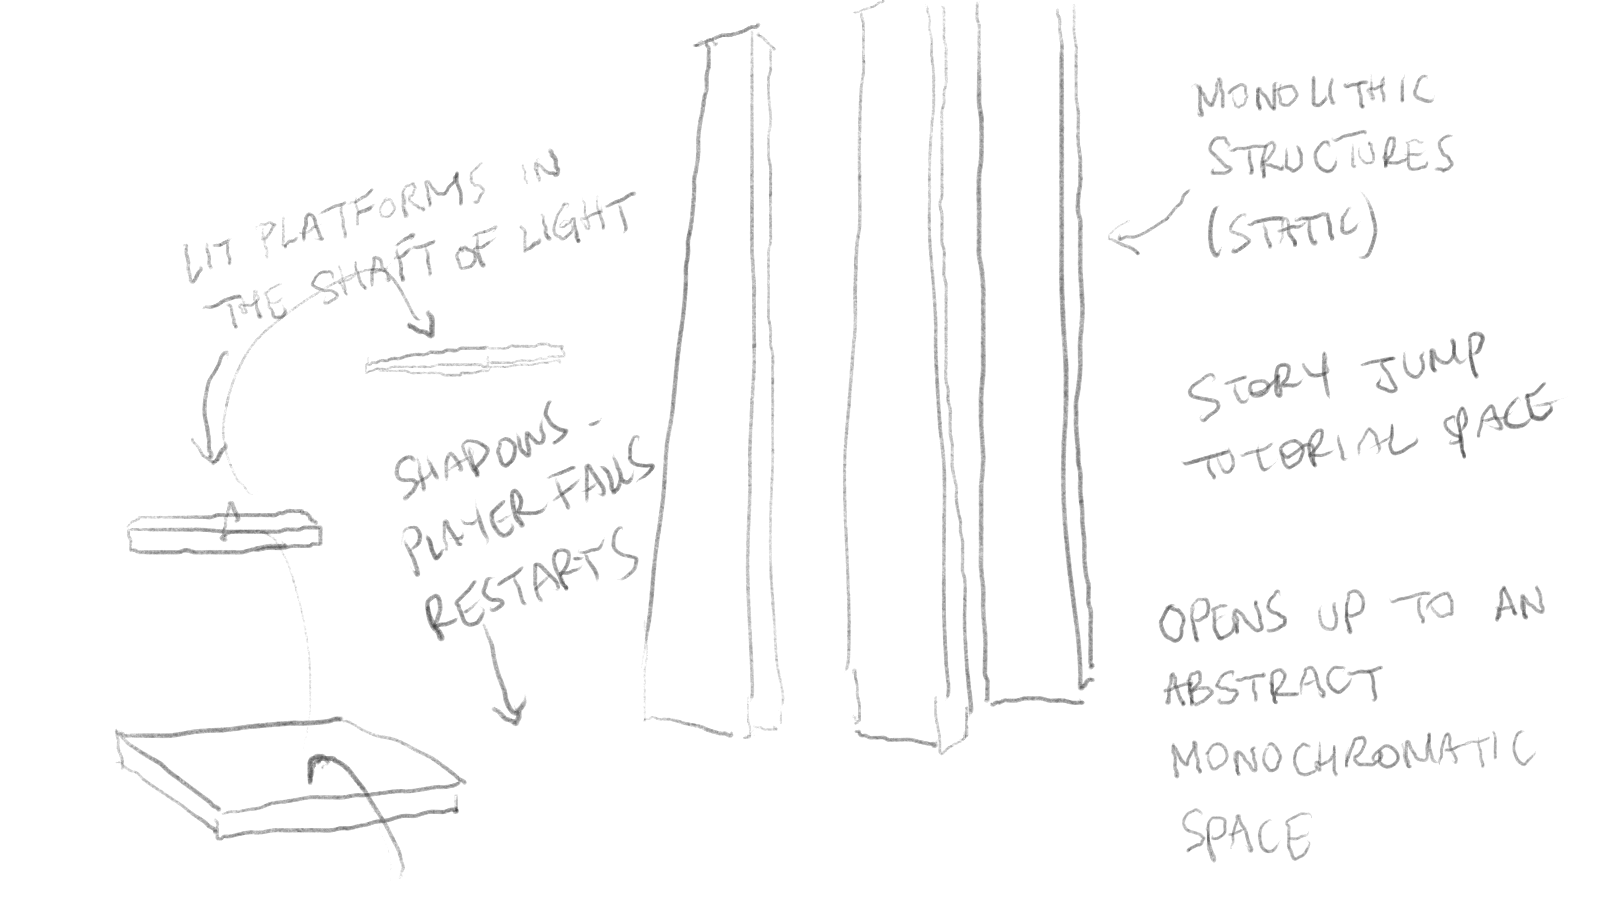 LIT PLATFORMS IN
THE SHAFT OF LIGHT
SHADOWS -
PLAYER FALLS
RESTARTS
MONOLITHIC
STRUCTURES
(STATIC)
STORY JUMP
TUTORIAL SPACE
OPENS UP TO AN
ABSTRACT
MONOCHROMATIC
SPACE